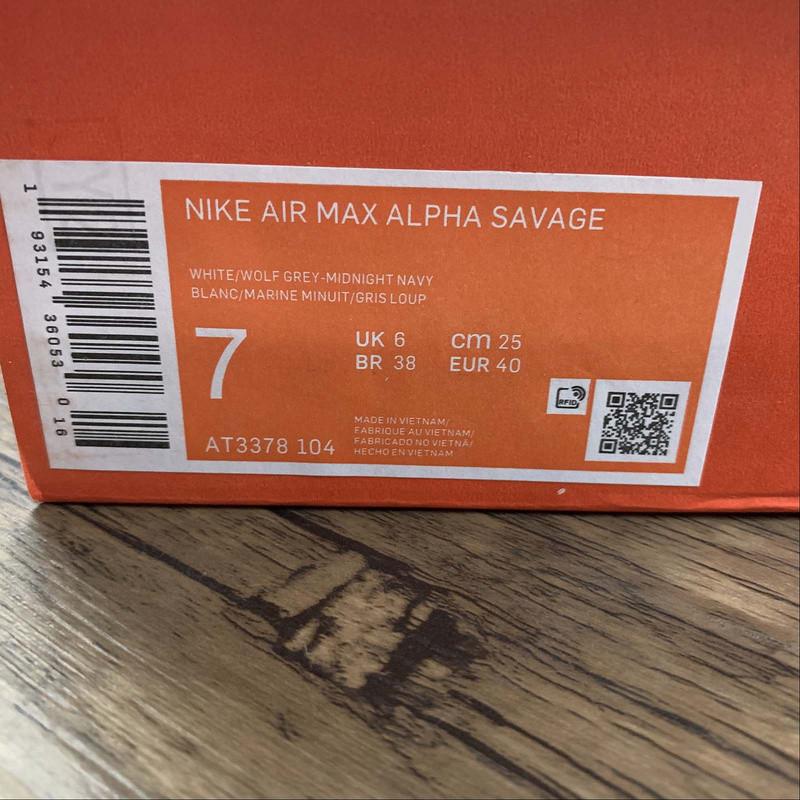 NIKE AIR MAX ALPHA SAVAGE
WHITE/WOLF GREY-MIDNIGHT NAVY
BLANC/MARINE MINUIT/GRIS LOUP
7
UK 6 cm 25
BR 38 EUR 40
RFID
MADE IN VIETNAM/
FABRIQUE AU VIETNAM/
FABRICADO NO VIETNÃ/
HECHO EN VIETNAM
AT3378 104
1 93154 36053 0 16